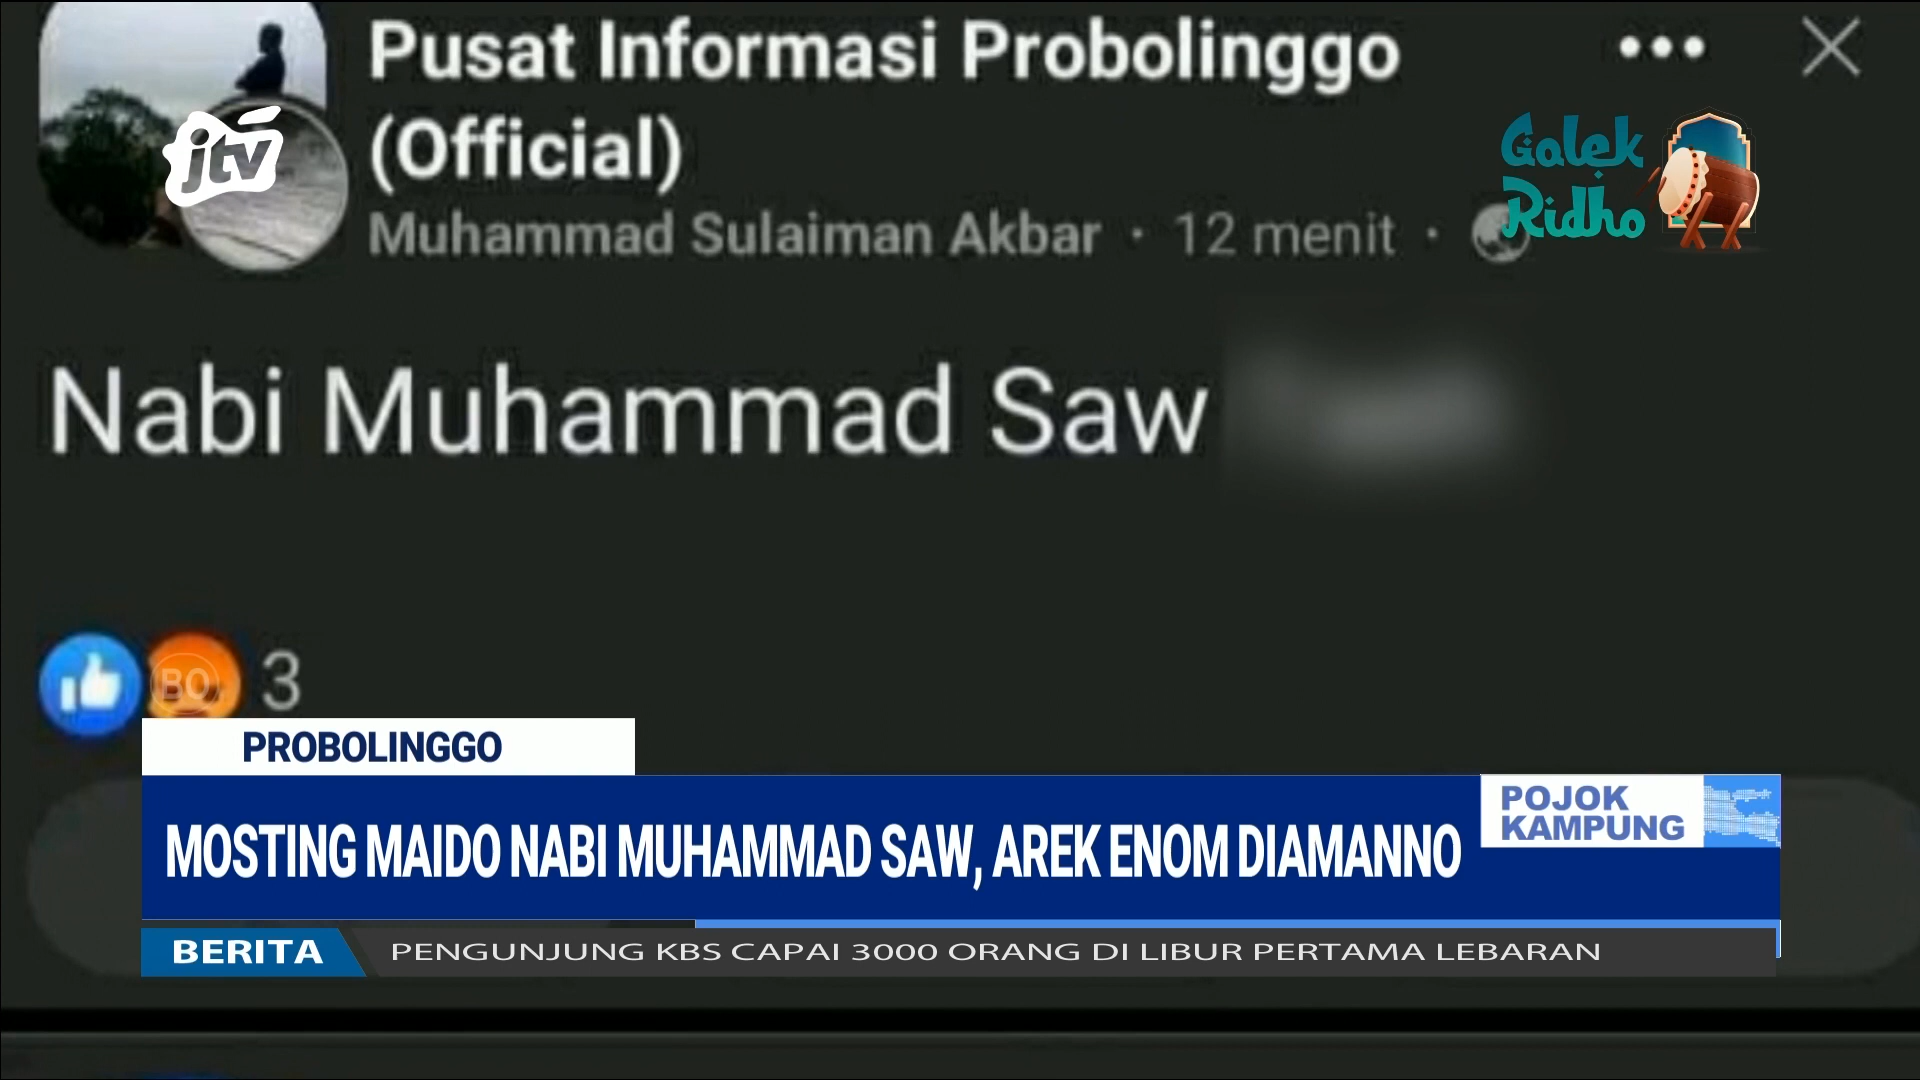 Pusat Informasi Probolinggo
(Official)
Muhammad Sulaiman Akbar · 12 menit ·
jtv
Galek
Ridho
Nabi Muhammad Saw
BO
3
PROBOLINGGO
MOSTING MAIDO NABI MUHAMMAD SAW, AREK ENOM DIAMANNO
POJOK
KAMPUNG
BERITA
PENGUNJUNG KBS CAPAI 3000 ORANG DI LIBUR PERTAMA LEBARAN